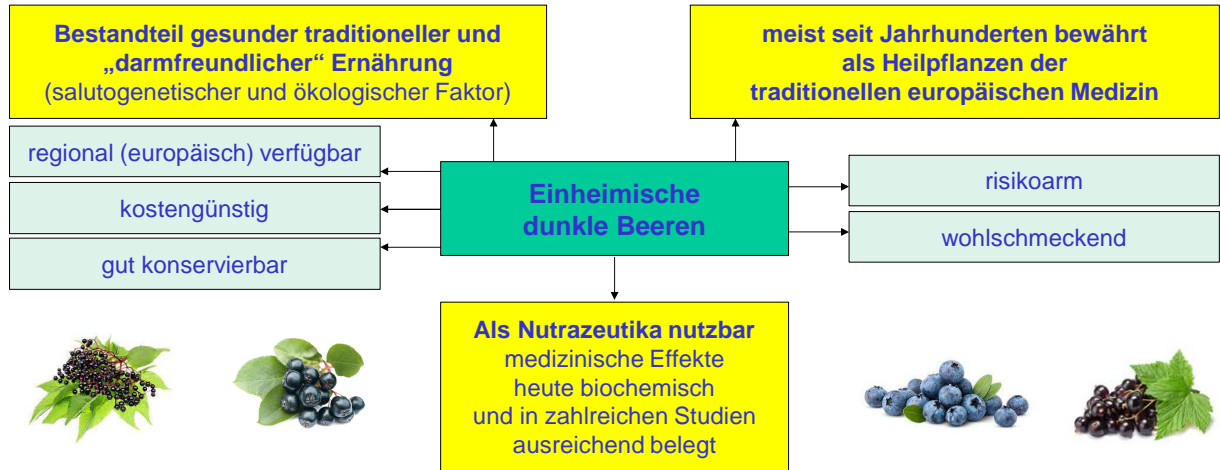 Bestandteil gesunder traditioneller und
„darmfreundlicher“ Ernährung
(salutogenetischer und ökologischer Faktor)
meist seit Jahrhunderten bewährt
als Heilpflanzen der
traditionellen europäischen Medizin
regional (europäisch) verfügbar
kostengünstig
gut konservierbar
Einheimische
dunkle Beeren
risikoarm
wohlschmeckend
Als Nutrazeutika nutzbar
medizinische Effekte
heute biochemisch
und in zahlreichen Studien
ausreichend belegt